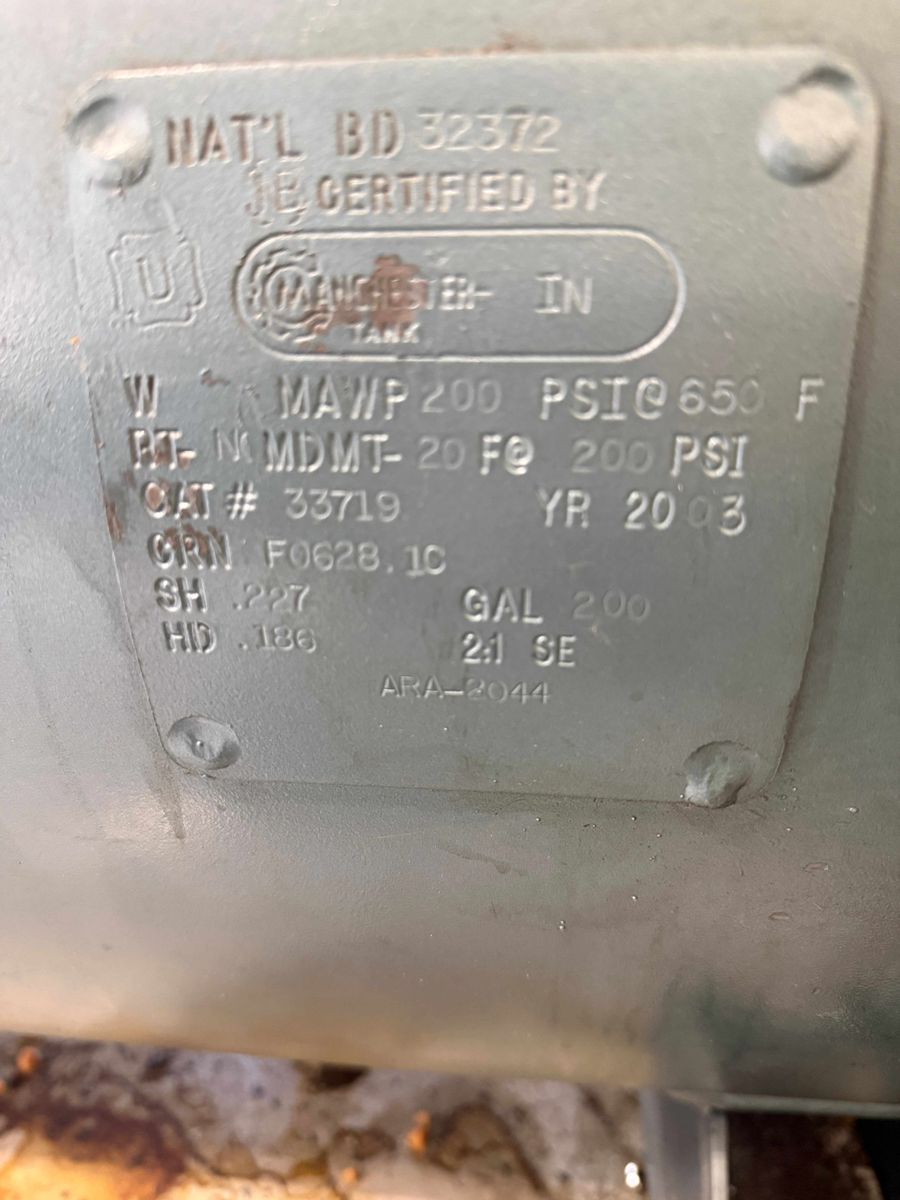 NAT'L BD 32372
CERTIFIED BY
U
MANCHESTER- IN
TANK
W MAWP 200 PSI@ 650 F
RT- MDMT- 20 F@ 200 PSI
CAT # 33719 YR 2003
CRN F0628.1C
SH .227 GAL 200
HD .186 2:1 SE
ARA-2044